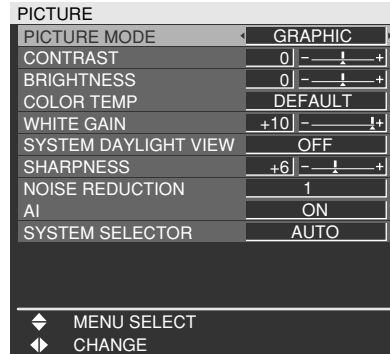 PICTURE
PICTURE MODE GRAPHIC
CONTRAST 0 - +
BRIGHTNESS 0 - +
COLOR TEMP DEFAULT
WHITE GAIN +10 - +
SYSTEM DAYLIGHT VIEW OFF
SHARPNESS +6 - +
NOISE REDUCTION 1
AI ON
SYSTEM SELECTOR AUTO
MENU SELECT
CHANGE